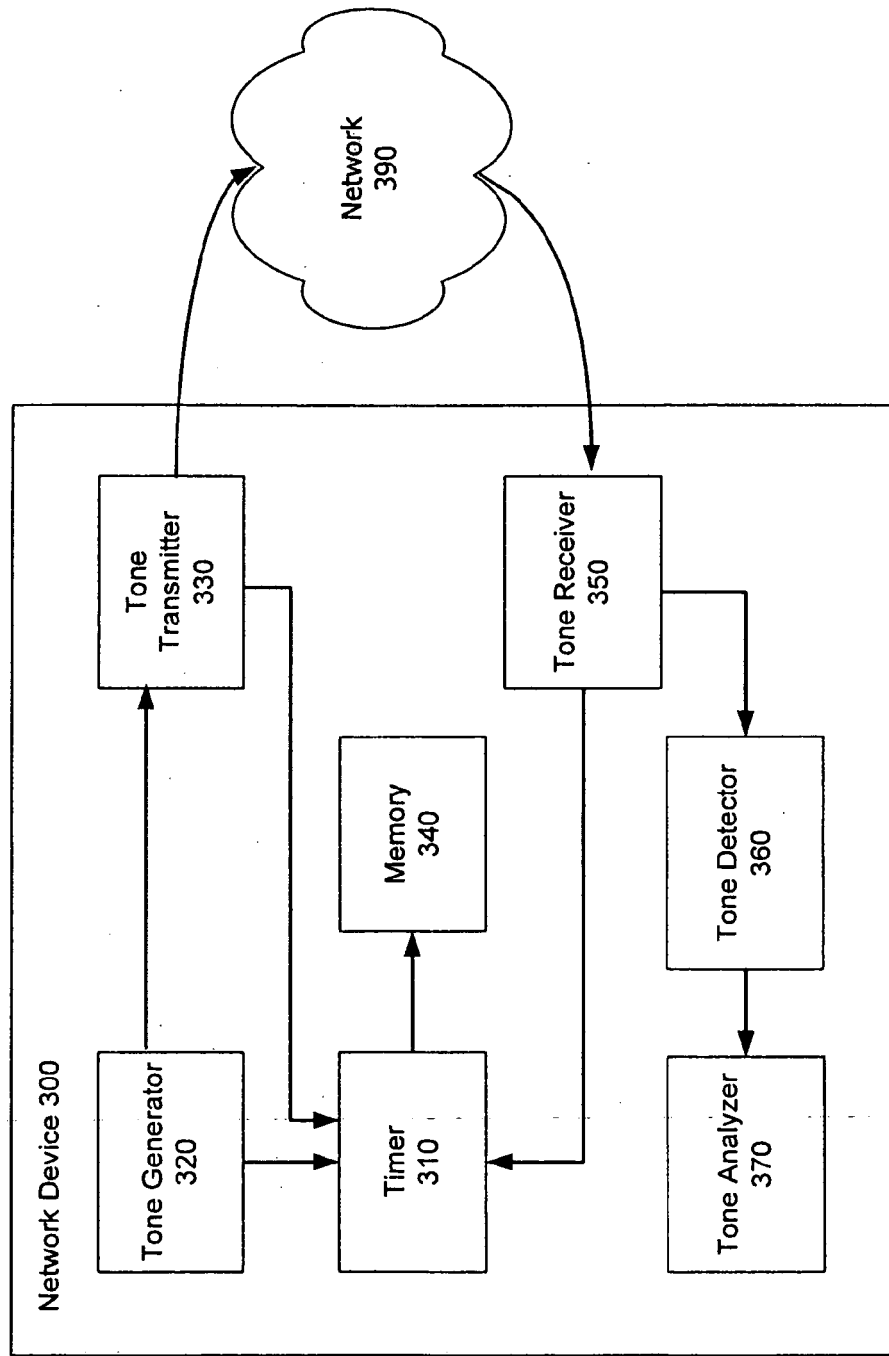 Network Device 300
Tone Generator
320
Tone
Transmitter
330
Network
390
Timer
310
Memory
340
Tone Receiver
350
Tone Analyzer
370
Tone Detector
360